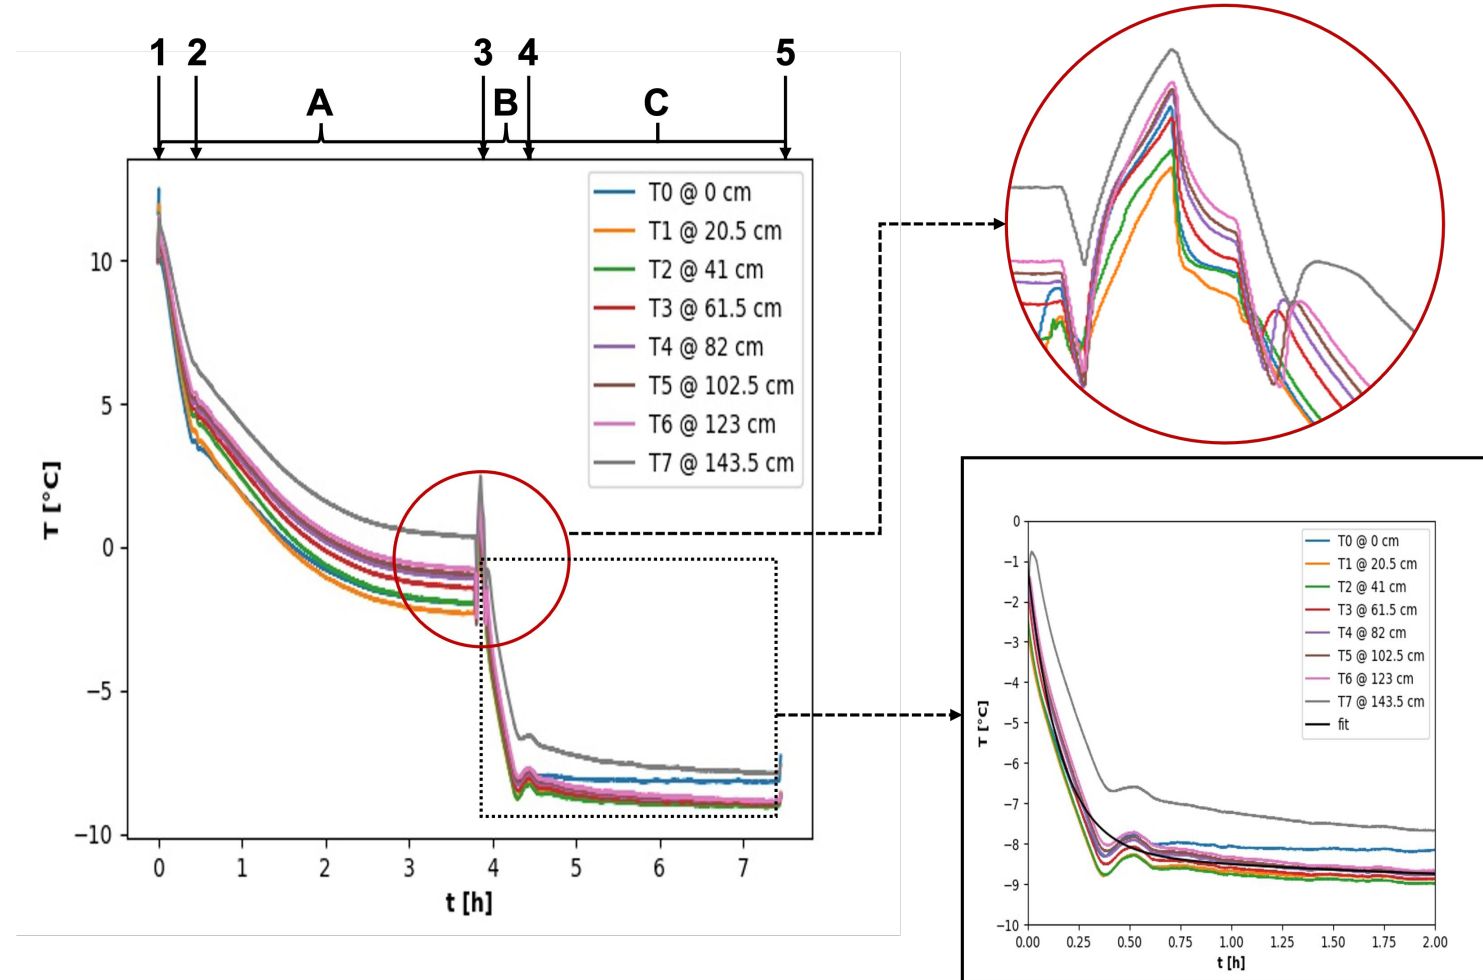 1 2 3 4 5
A B C
T0 @ 0 cm
T1 @ 20.5 cm
T2 @ 41 cm
T3 @ 61.5 cm
T4 @ 82 cm
T5 @ 102.5 cm
T6 @ 123 cm
T7 @ 143.5 cm
10
5
0
−5
−10
T [°C]
0 1 2 3 4 5 6 7
t [h]
0
−1
−2
−3
−4
−5
−6
−7
−8
−9
−10
T [°C]
T0 @ 0 cm
T1 @ 20.5 cm
T2 @ 41 cm
T3 @ 61.5 cm
T4 @ 82 cm
T5 @ 102.5 cm
T6 @ 123 cm
T7 @ 143.5 cm
fit
0.00 0.25 0.50 0.75 1.00 1.25 1.50 1.75 2.00
t [h]